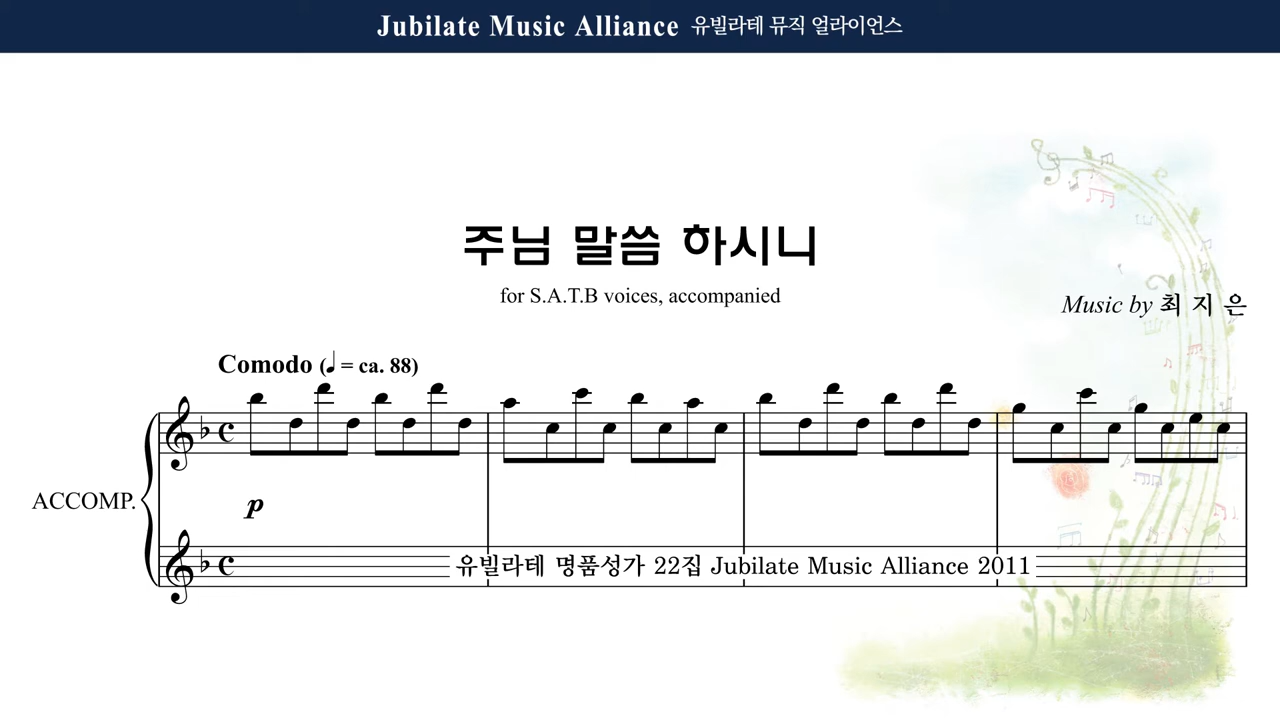 Jubilate Music Alliance 유빌라테 뮤직 얼라이언스
주님 말씀 하시니
for S.A.T.B voices, accompanied
Music by 최 지 은
Comodo (♩ = ca. 88)
ACCOMP.
p
유빌라테 명품성가 22집 Jubilate Music Alliance 2011